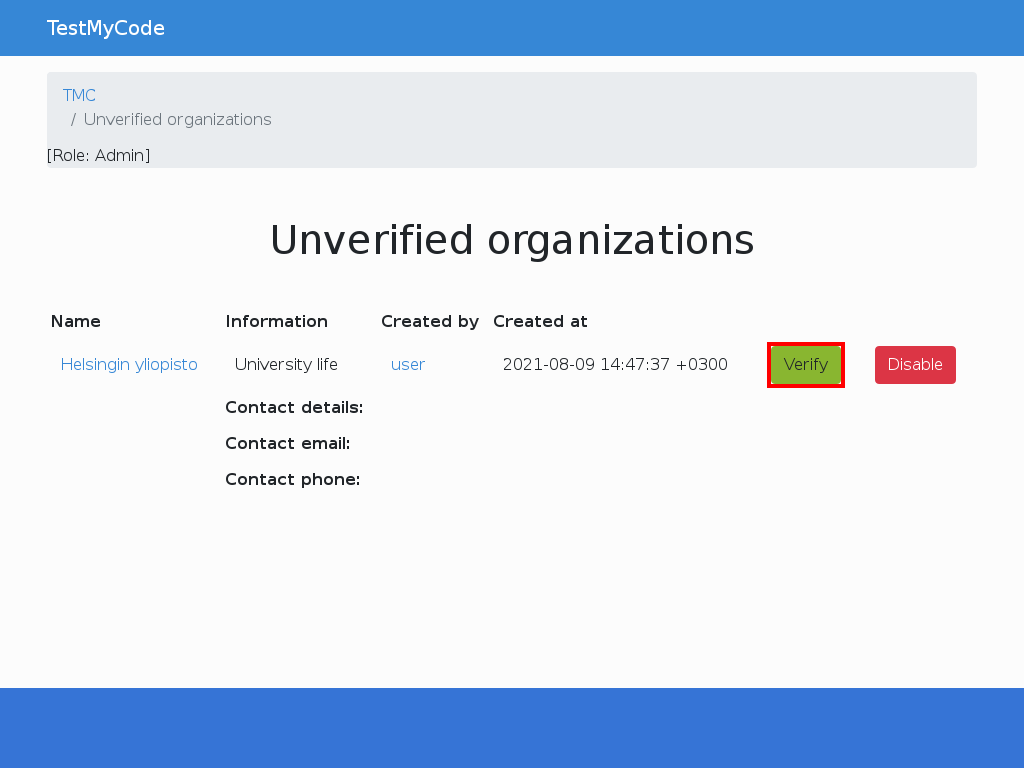 TestMyCode
TMC
/ Unverified organizations
[Role: Admin]
Unverified organizations
Name Information Created by Created at
Helsingin yliopisto University life user 2021-08-09 14:47:37 +0300 Verify Disable
Contact details:
Contact email:
Contact phone: